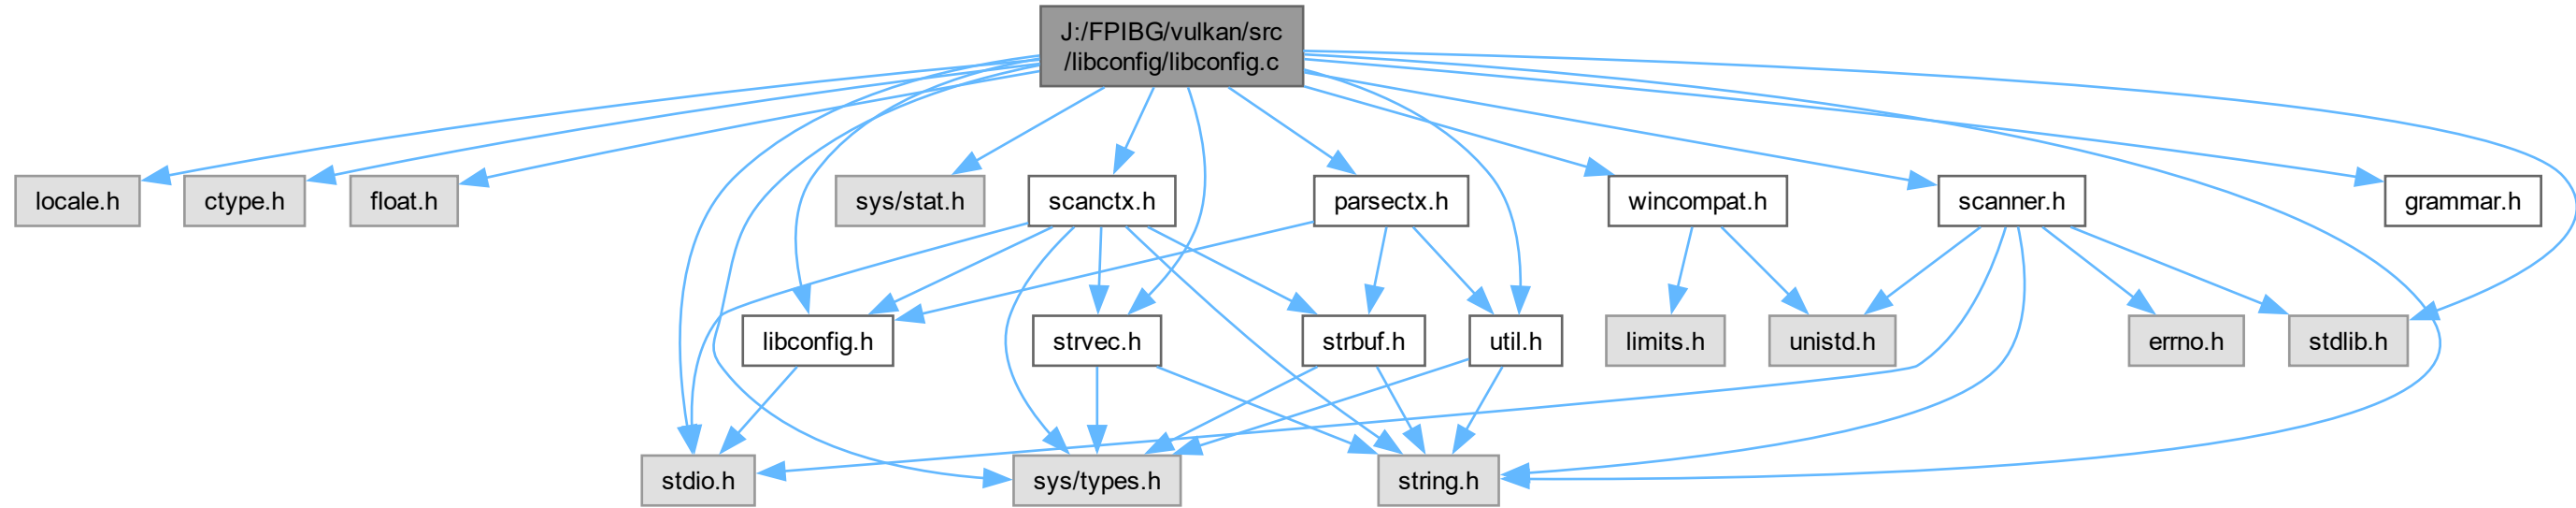 J:/FPIBG/vulkan/src
/libconfig/libconfig.c
locale.h
ctype.h
float.h
sys/stat.h
scanctx.h
parsectx.h
wincompat.h
scanner.h
grammar.h
libconfig.h
strvec.h
strbuf.h
util.h
limits.h
unistd.h
errno.h
stdlib.h
stdio.h
sys/types.h
string.h